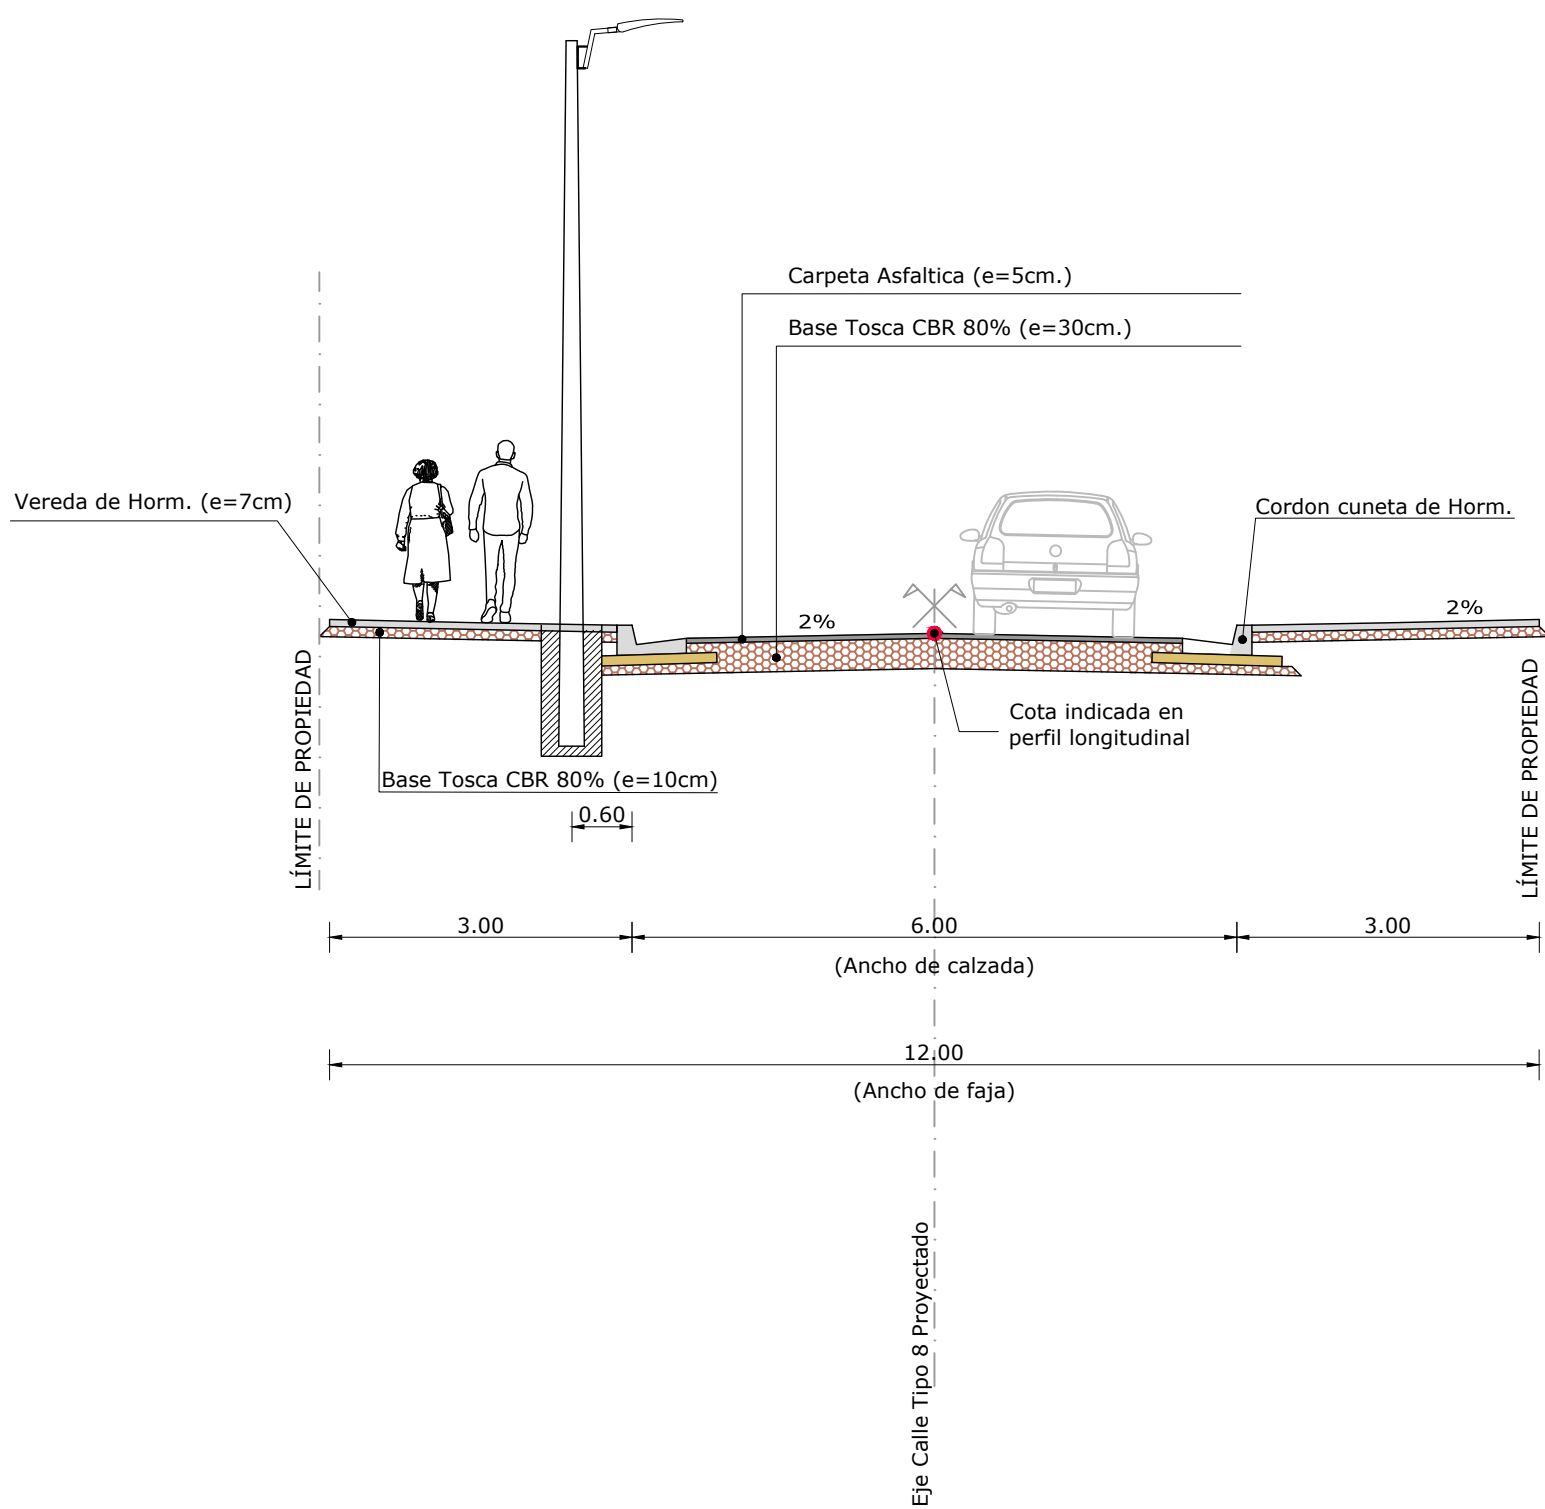 Carpeta Asfaltica (e=5cm.)
Base Tosca CBR 80% (e=30cm.)
Vereda de Horm. (e=7cm)
Cordon cuneta de Horm.
2%
2%
LÍMITE DE PROPIEDAD
LÍMITE DE PROPIEDAD
Cota indicada en
perfil longitudinal
Base Tosca CBR 80% (e=10cm)
0.60
3.00
6.00
3.00
(Ancho de calzada)
12.00
(Ancho de faja)
Eje Calle Tipo 8 Proyectado